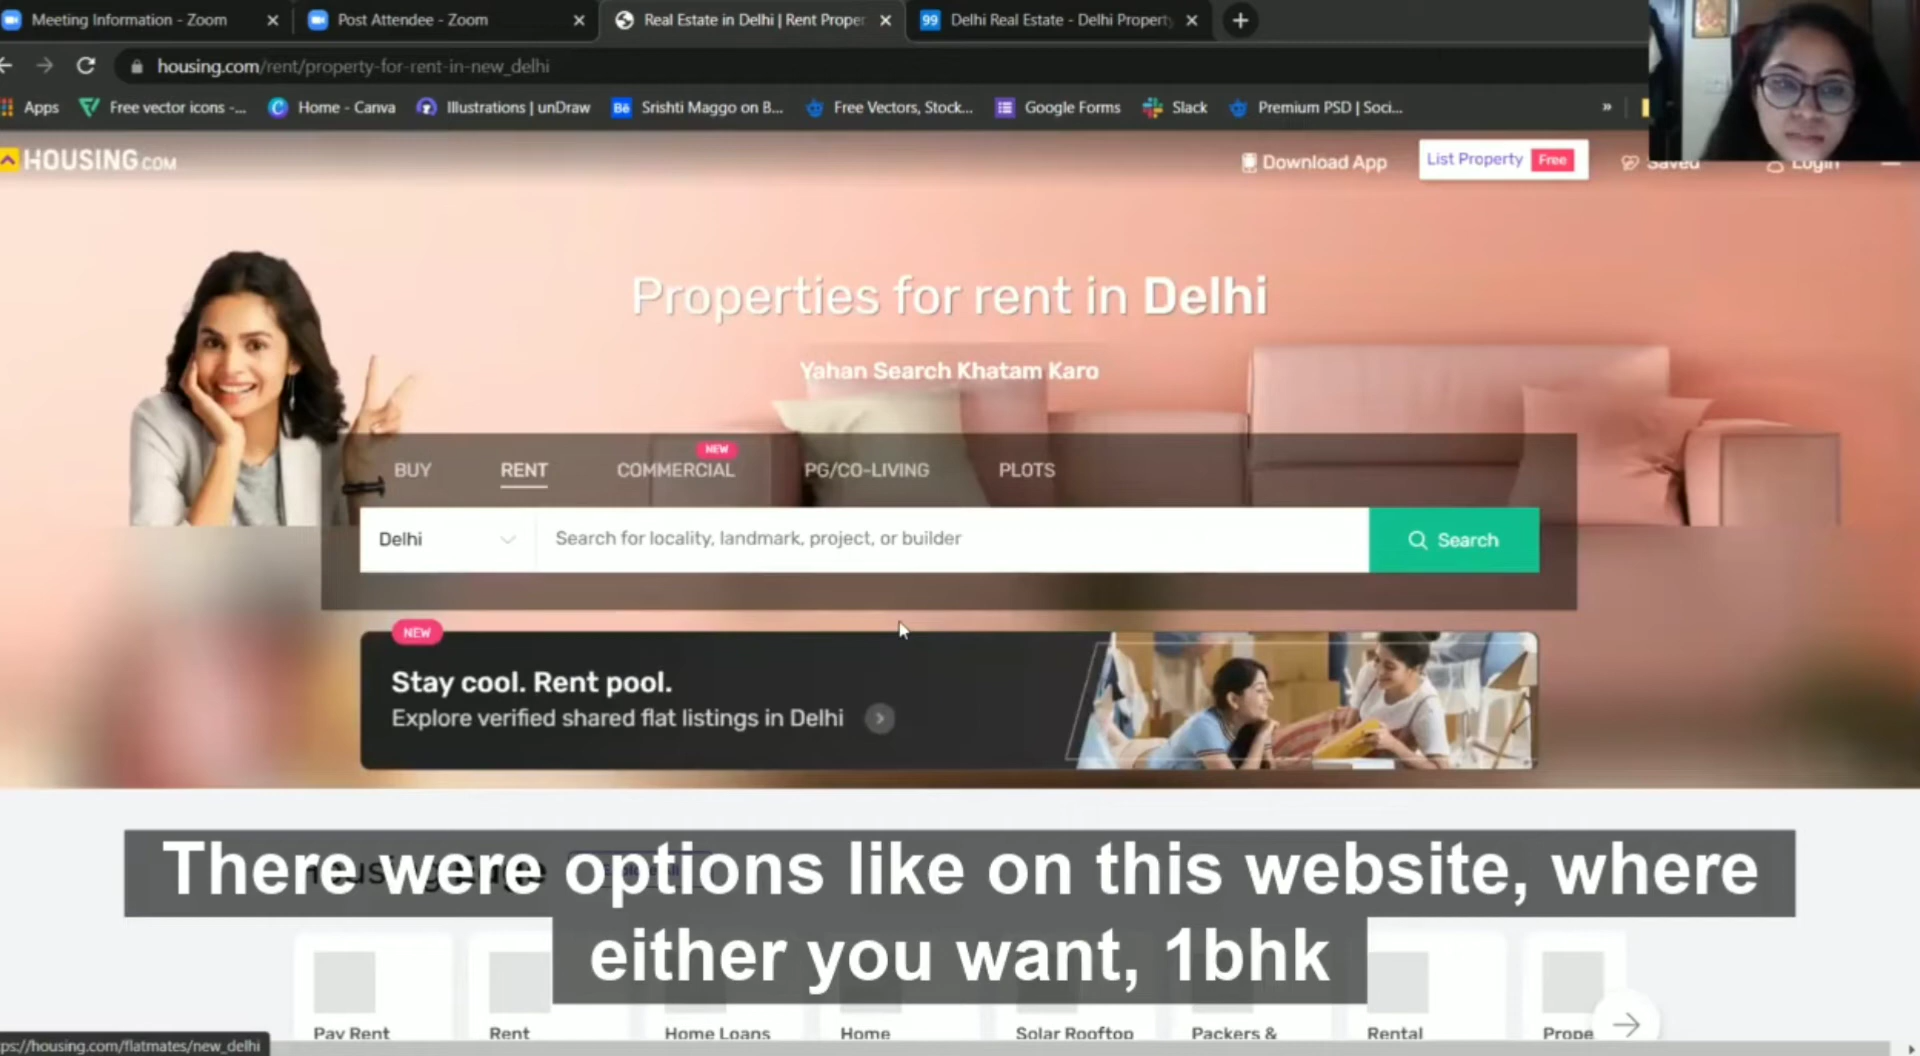 Meeting Information - Zoom
Post Attendee - Zoom
Real Estate in Delhi | Rent Proper
99 Delhi Real Estate - Delhi Property
housing.com/rent/property-for-rent-in-new_delhi
Apps
Free vector icons -...
Home - Canva
Illustrations | unDraw
Bē Srishti Maggo on B...
Free Vectors, Stock...
Google Forms
Slack
Premium PSD | Soci...
»
HOUSING.COM
Download App
List Property Free
Saved
Login
Properties for rent in Delhi
Yahan Search Khatam Karo
NEW
BUY
RENT
COMMERCIAL
PG/CO-LIVING
PLOTS
Delhi
Search for locality, landmark, project, or builder
Search
NEW
Stay cool. Rent pool.
Explore verified shared flat listings in Delhi
There were options like on this website, where
either you want, 1bhk
Pay Rent
Rent
Home Loans
Home
Solar Rooftop
Packers &
Rental
Prope
ps://housing.com/flatmates/new_delhi